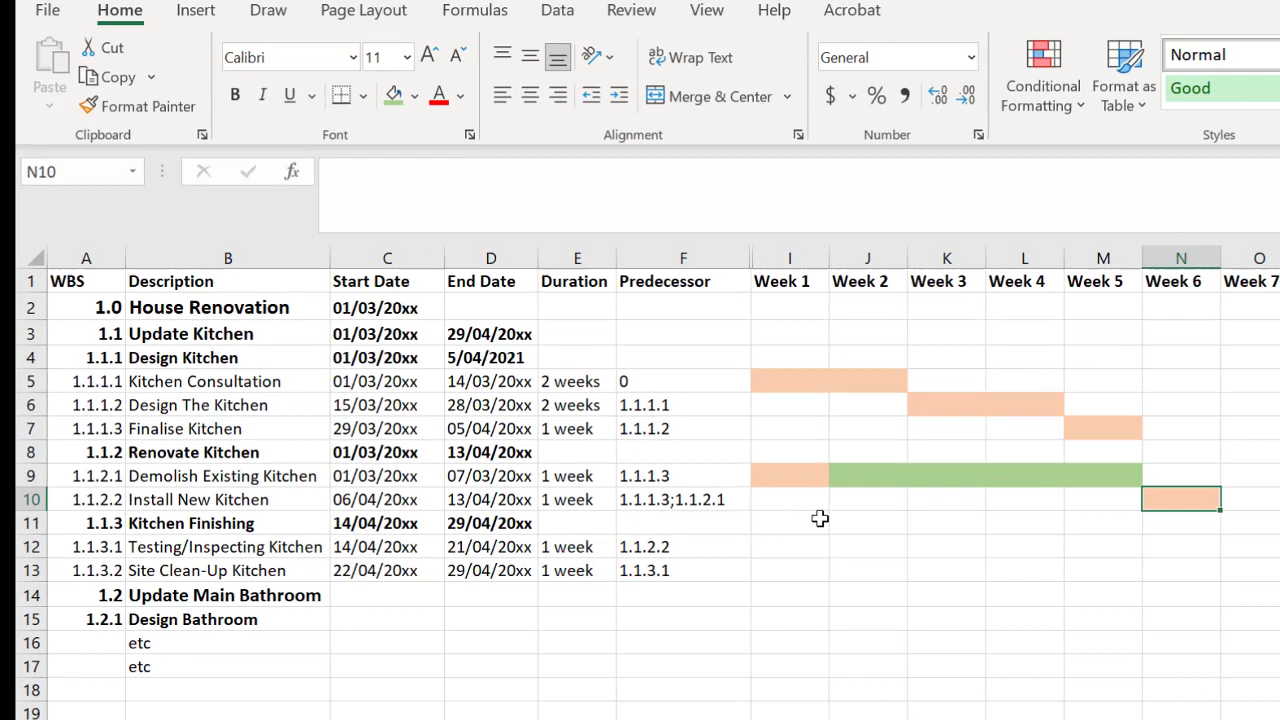 File Home Insert Draw Page Layout Formulas Data Review View Help Acrobat
Paste Cut Copy Format Painter Clipboard
Calibri 11 A A B I U A Font
ab Wrap Text Merge & Center Alignment
General $ % , Number
Conditional Formatting Format as Table Normal Good Styles
N10 fx
A B C D E F I J K L M N O
1 WBS Description Start Date End Date Duration Predecessor Week 1 Week 2 Week 3 Week 4 Week 5 Week 6 Week 7
2 1.0 House Renovation 01/03/20xx
3 1.1 Update Kitchen 01/03/20xx 29/04/20xx
4 1.1.1 Design Kitchen 01/03/20xx 5/04/2021
5 1.1.1.1 Kitchen Consultation 01/03/20xx 14/03/20xx 2 weeks 0
6 1.1.1.2 Design The Kitchen 15/03/20xx 28/03/20xx 2 weeks 1.1.1.1
7 1.1.1.3 Finalise Kitchen 29/03/20xx 05/04/20xx 1 week 1.1.1.2
8 1.1.2 Renovate Kitchen 01/03/20xx 13/04/20xx
9 1.1.2.1 Demolish Existing Kitchen 01/03/20xx 07/03/20xx 1 week 1.1.1.3
10 1.1.2.2 Install New Kitchen 06/04/20xx 13/04/20xx 1 week 1.1.1.3;1.1.2.1
11 1.1.3 Kitchen Finishing 14/04/20xx 29/04/20xx
12 1.1.3.1 Testing/Inspecting Kitchen 14/04/20xx 21/04/20xx 1 week 1.1.2.2
13 1.1.3.2 Site Clean-Up Kitchen 22/04/20xx 29/04/20xx 1 week 1.1.3.1
14 1.2 Update Main Bathroom
15 1.2.1 Design Bathroom
16 etc
17 etc
18
19